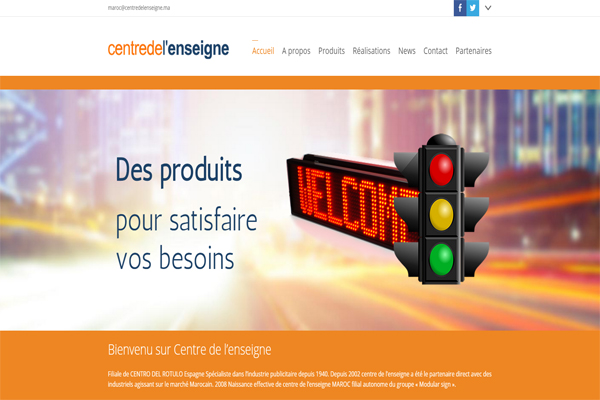 maroc@centredelenseigne.ma
centredel'enseigne
Accueil A propos Produits Réalisations News Contact Partenaires
Des produits
pour satisfaire
vos besoins
WELCOME
Bienvenu sur Centre de l'enseigne
Filiale de CENTRO DEL ROTULO Espagne Spécialiste dans l'industrie publicitaire depuis 1940. Depuis 2002 centre de l'enseigne a été le partenaire direct avec des
industriels agissant sur le marché Marocain. 2008 Naissance effective de centre de l'enseigne MAROC filial autonome du groupe « Modular sign ».